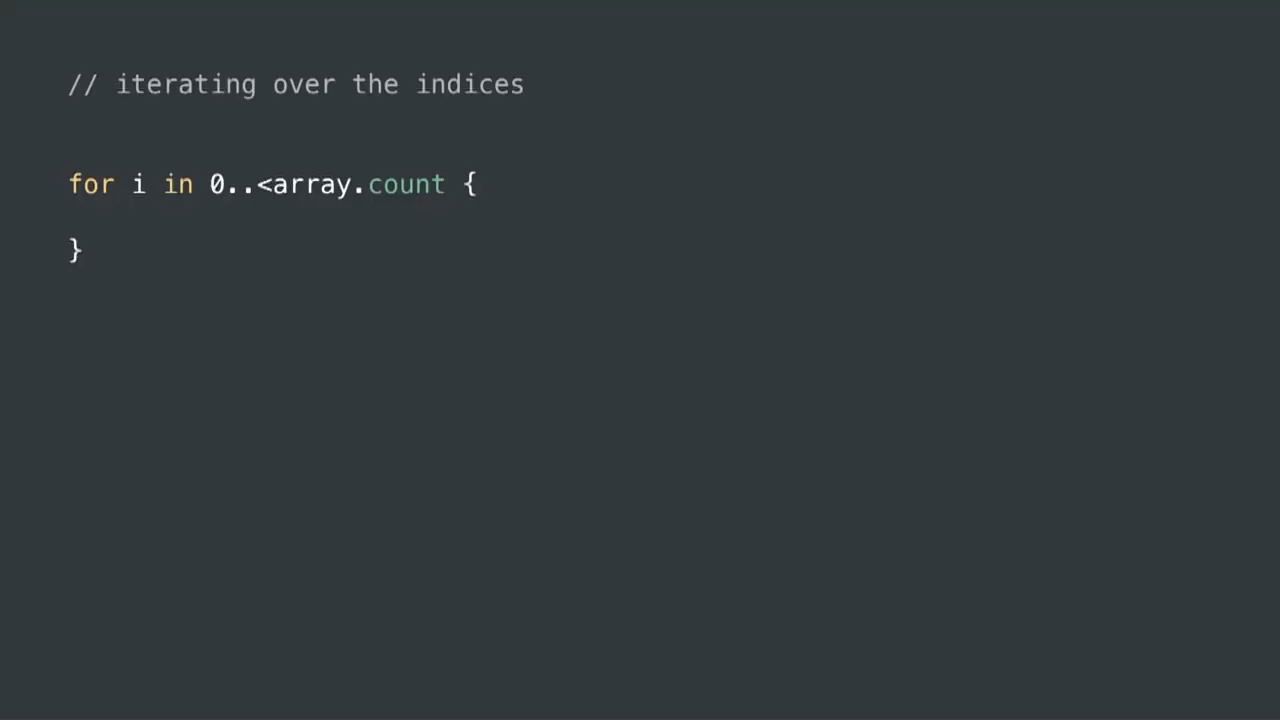 // iterating over the indices
for i in 0..<array.count {
}